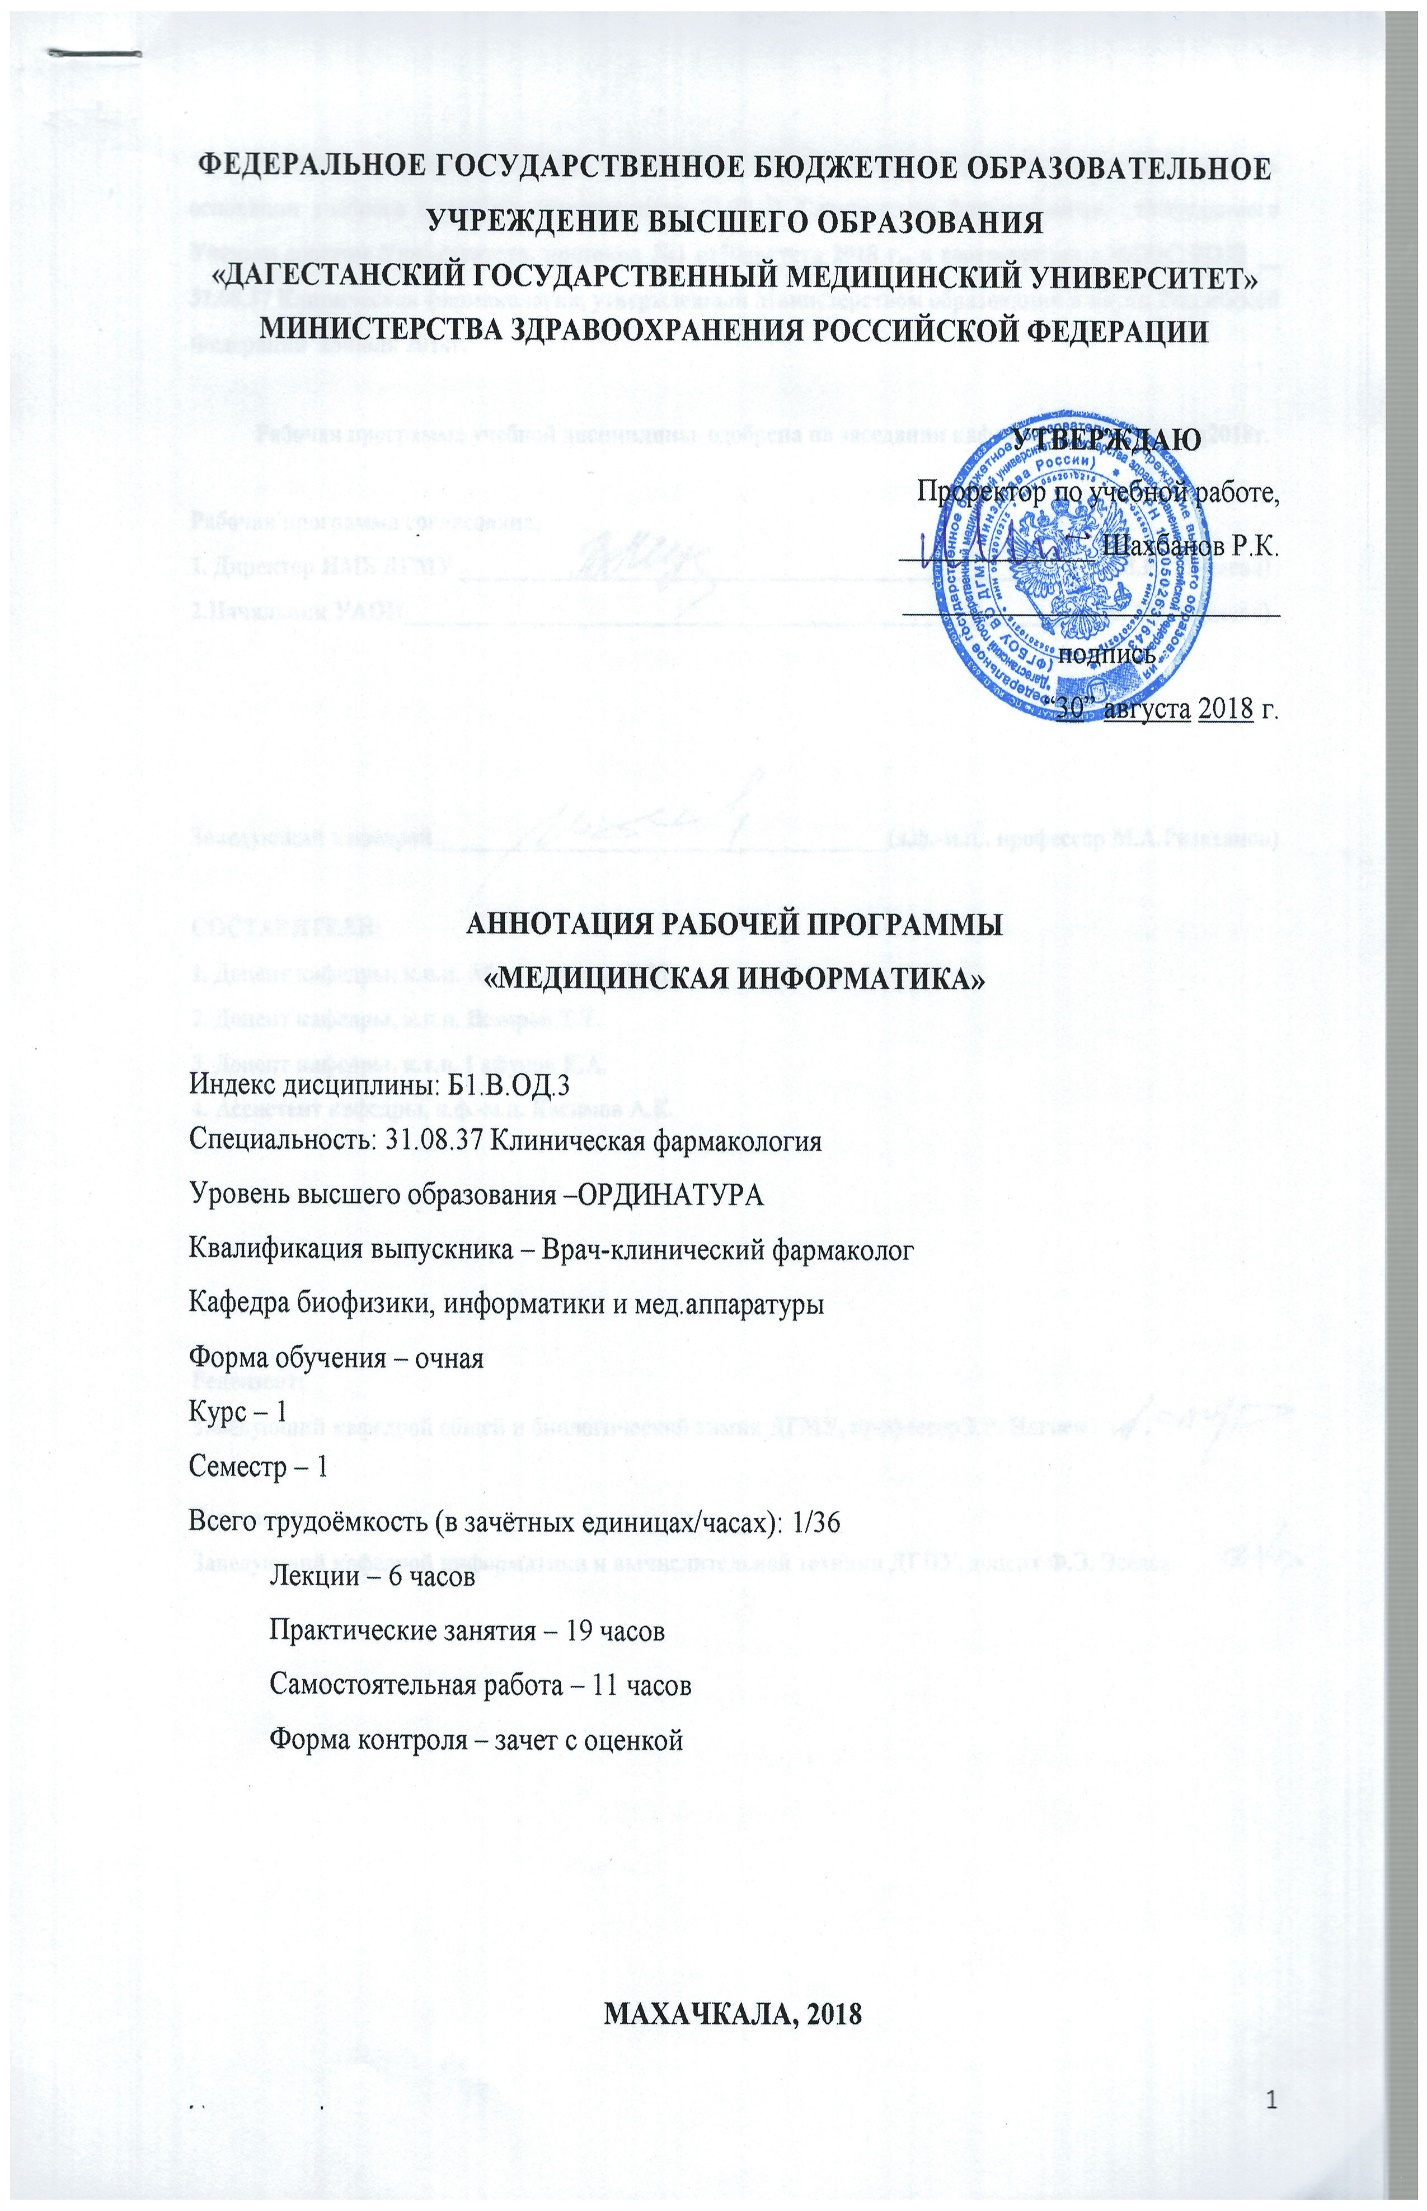 ФЕДЕРАЛЬНОЕ ГОСУДАРСТВЕННОЕ БЮДЖЕТНОЕ ОБРАЗОВАТЕЛЬНОЕ
УЧРЕЖДЕНИЕ ВЫСШЕГО ОБРАЗОВАНИЯ
«ДАГЕСТАНСКИЙ ГОСУДАРСТВЕННЫЙ МЕДИЦИНСКИЙ УНИВЕРСИТЕТ»
МИНИСТЕРСТВА ЗДРАВООХРАНЕНИЯ РОССИЙСКОЙ ФЕДЕРАЦИИ
УТВЕРЖДАЮ
Проректор по учебной работе,
Шахбанов Р.К.
подпись
“30” августа 2018 г.
АННОТАЦИЯ РАБОЧЕЙ ПРОГРАММЫ
«МЕДИЦИНСКАЯ ИНФОРМАТИКА»
Индекс дисциплины: Б1.В.ОД.3
Специальность: 31.08.37 Клиническая фармакология
Уровень высшего образования –ОРДИНАТУРА
Квалификация выпускника – Врач-клинический фармаколог
Кафедра биофизики, информатики и мед.аппаратуры
Форма обучения – очная
Курс – 1
Семестр – 1
Всего трудоёмкость (в зачётных единицах/часах): 1/36
Лекции – 6 часов
Практические занятия – 19 часов
Самостоятельная работа – 11 часов
Форма контроля – зачет с оценкой
МАХАЧКАЛА, 2018
1